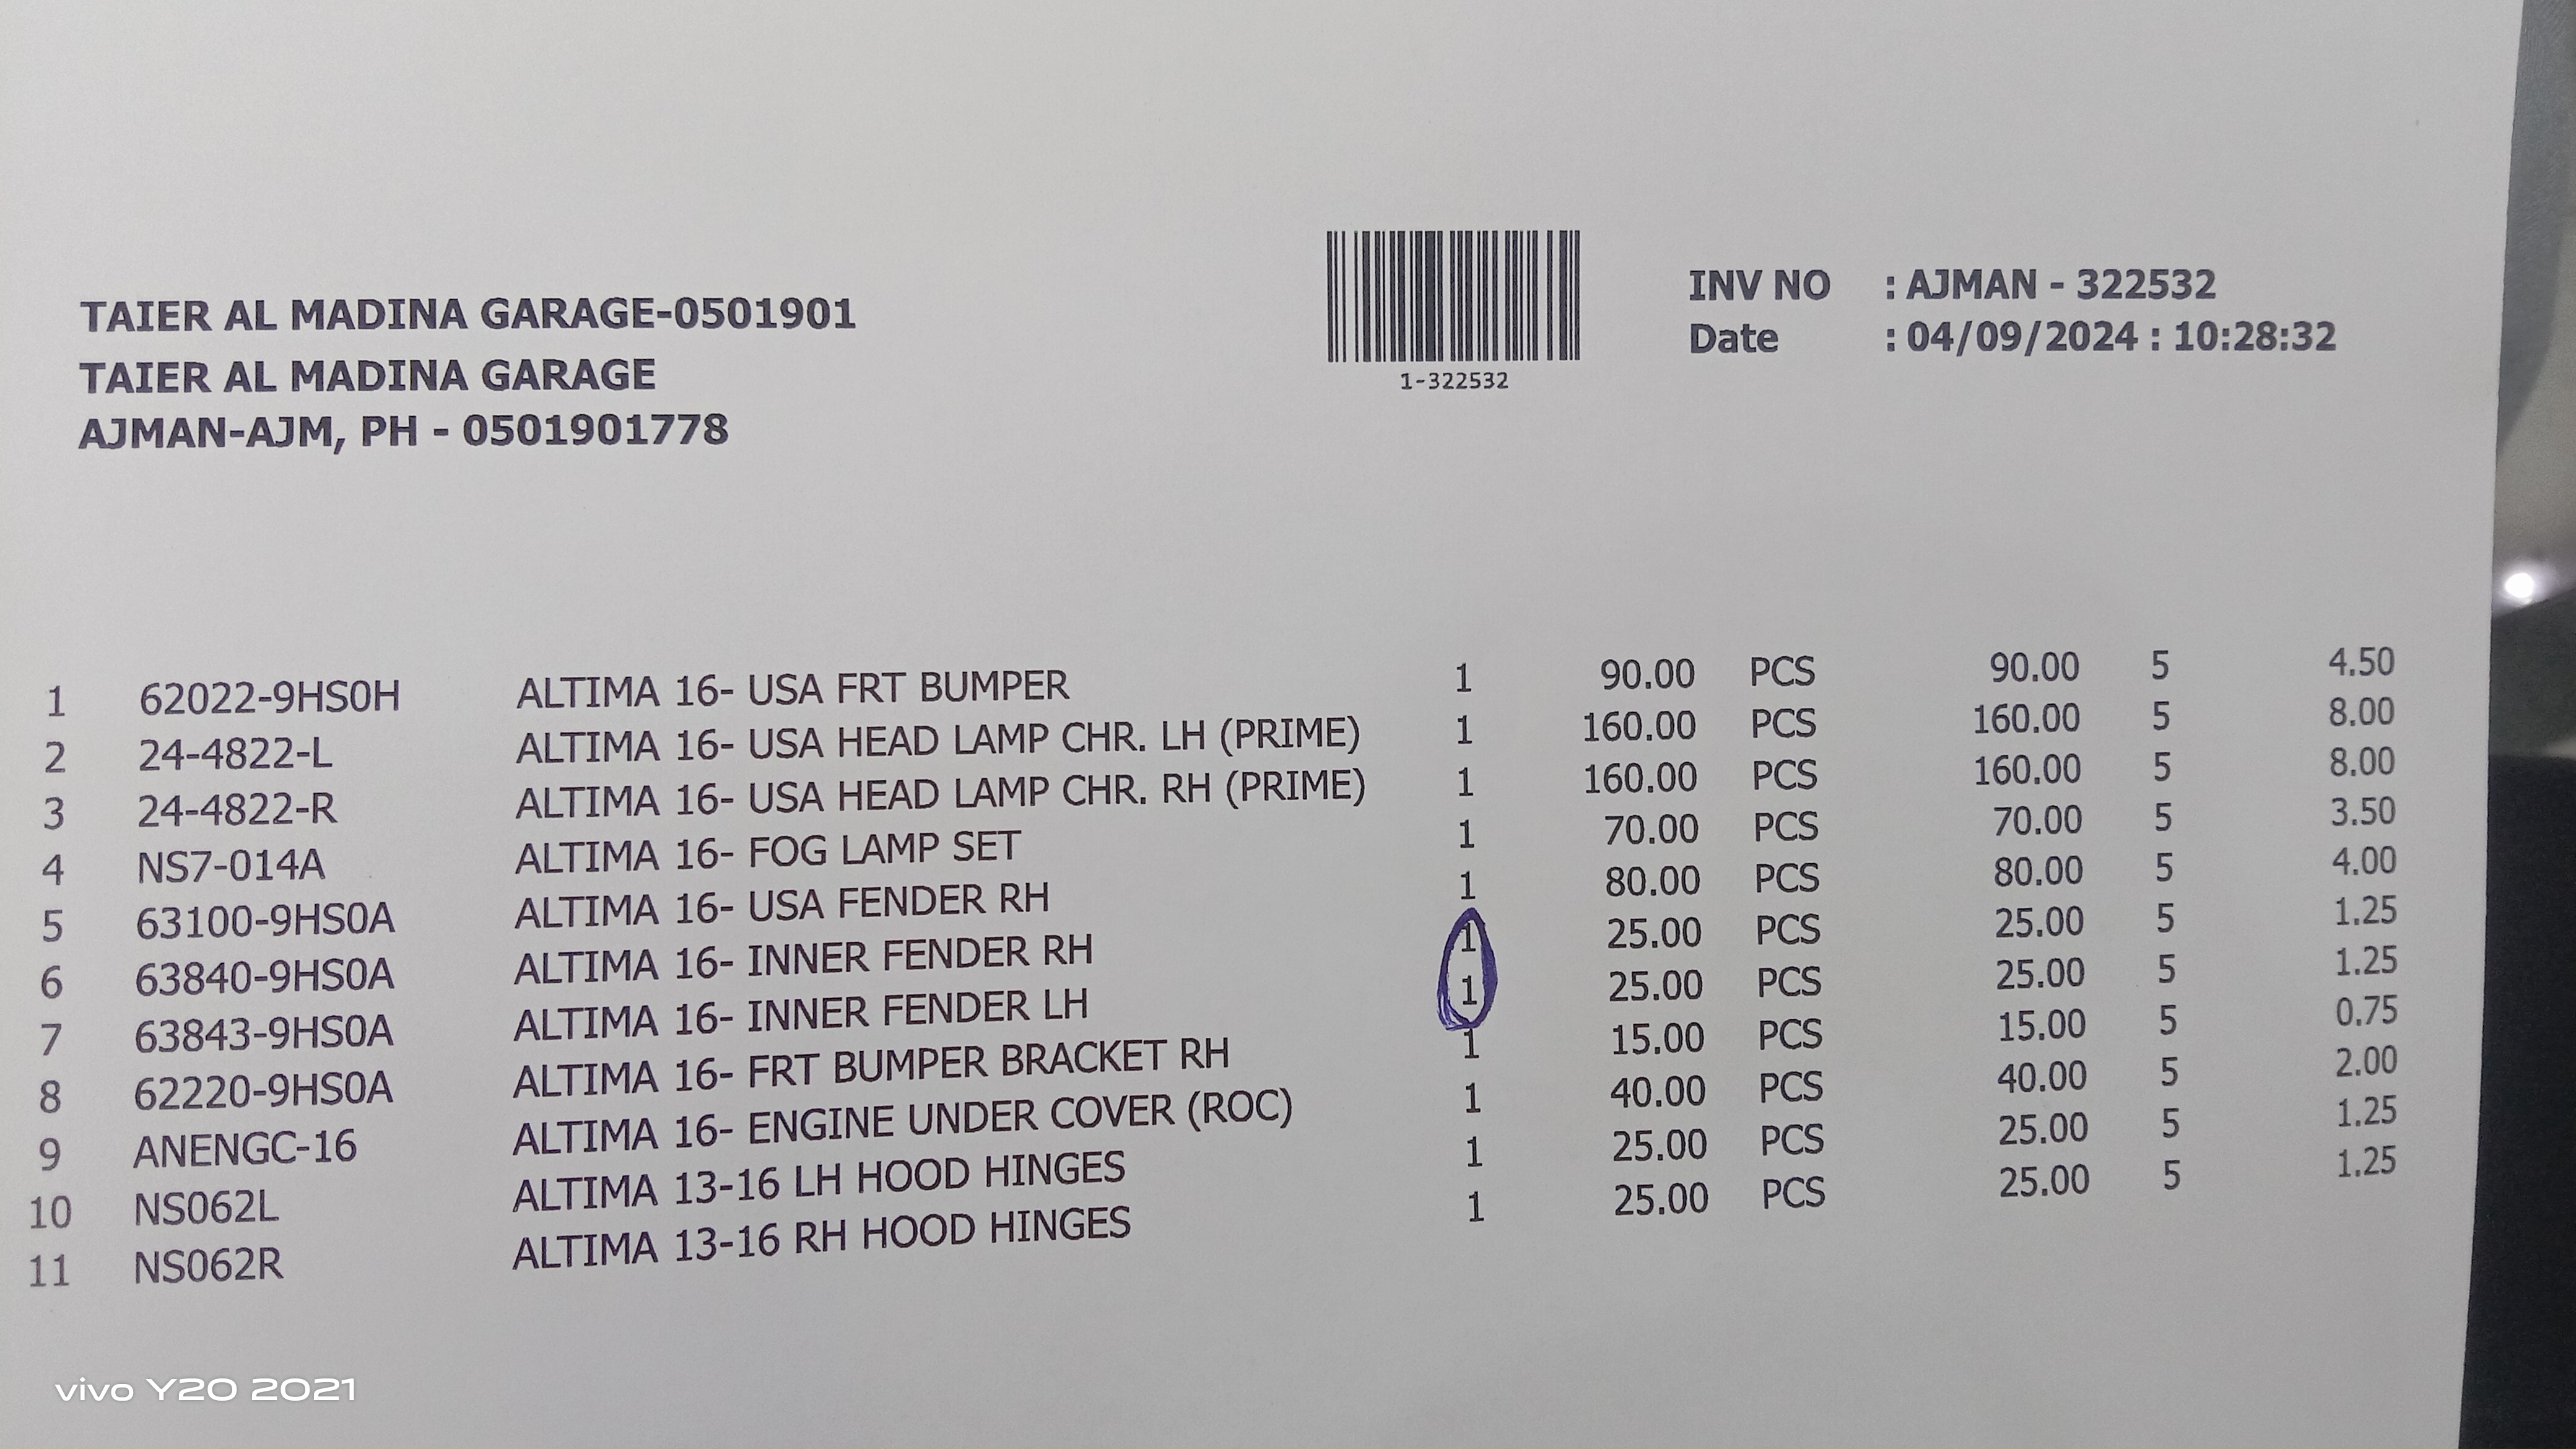 TAIER AL MADINA GARAGE-0501901
TAIER AL MADINA GARAGE
AJMAN-AJM, PH - 0501901778
1-322532
INV NO : AJMAN - 322532
Date : 04/09/2024 : 10:28:32
1 62022-9HS0H ALTIMA 16- USA FRT BUMPER 1 90.00 PCS 90.00 5 4.50
2 24-4822-L ALTIMA 16- USA HEAD LAMP CHR. LH (PRIME) 1 160.00 PCS 160.00 5 8.00
3 24-4822-R ALTIMA 16- USA HEAD LAMP CHR. RH (PRIME) 1 160.00 PCS 160.00 5 8.00
4 NS7-014A ALTIMA 16- FOG LAMP SET 1 70.00 PCS 70.00 5 3.50
5 63100-9HS0A ALTIMA 16- USA FENDER RH 1 80.00 PCS 80.00 5 4.00
6 63840-9HS0A ALTIMA 16- INNER FENDER RH 1 25.00 PCS 25.00 5 1.25
7 63843-9HS0A ALTIMA 16- INNER FENDER LH 1 25.00 PCS 25.00 5 1.25
8 62220-9HS0A ALTIMA 16- FRT BUMPER BRACKET RH 1 15.00 PCS 15.00 5 0.75
9 ANENGC-16 ALTIMA 16- ENGINE UNDER COVER (ROC) 1 40.00 PCS 40.00 5 2.00
10 NS062L ALTIMA 13-16 LH HOOD HINGES 1 25.00 PCS 25.00 5 1.25
11 NS062R ALTIMA 13-16 RH HOOD HINGES 1 25.00 PCS 25.00 5 1.25
vivo Y20 2021